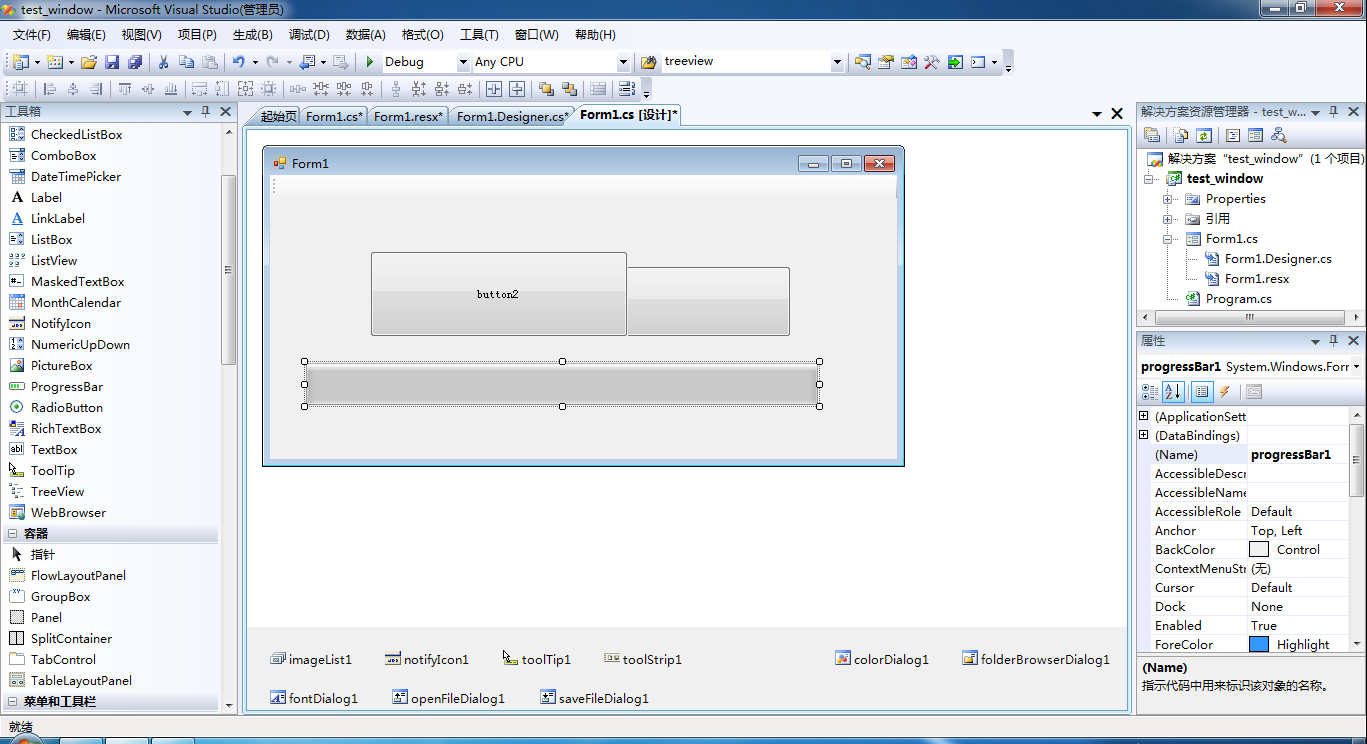 test_window - Microsoft Visual Studio(管理员)
文件(F) 编辑(E) 视图(V) 项目(P) 生成(B) 调试(D) 数据(A) 格式(O) 工具(T) 窗口(W) 帮助(H)
Debug Any CPU treeview
工具箱
CheckedListBox
ComboBox
DateTimePicker
Label
LinkLabel
ListBox
ListView
MaskedTextBox
MonthCalendar
NotifyIcon
NumericUpDown
PictureBox
ProgressBar
RadioButton
RichTextBox
TextBox
ToolTip
TreeView
WebBrowser
容器
指针
FlowLayoutPanel
GroupBox
Panel
SplitContainer
TabControl
TableLayoutPanel
菜单和工具栏
起始页 Form1.cs* Form1.resx* Form1.Designer.cs* Form1.cs [设计]*
Form1
button2
imageList1 notifyIcon1 toolTip1 toolStrip1 colorDialog1 folderBrowserDialog1
fontDialog1 openFileDialog1 saveFileDialog1
解决方案资源管理器 - test_w...
解决方案 “test_window” (1 个项目)
test_window
Properties
引用
Form1.cs
Form1.Designer.cs
Form1.resx
Program.cs
属性
progressBar1 System.Windows.Forr
(ApplicationSett
(DataBindings)
(Name) progressBar1
AccessibleDescr
AccessibleName
AccessibleRole Default
Anchor Top, Left
BackColor Control
ContextMenuStr (无)
Cursor Default
Dock None
Enabled True
ForeColor Highlight
(Name)
指示代码中用来标识该对象的名称。
就绪